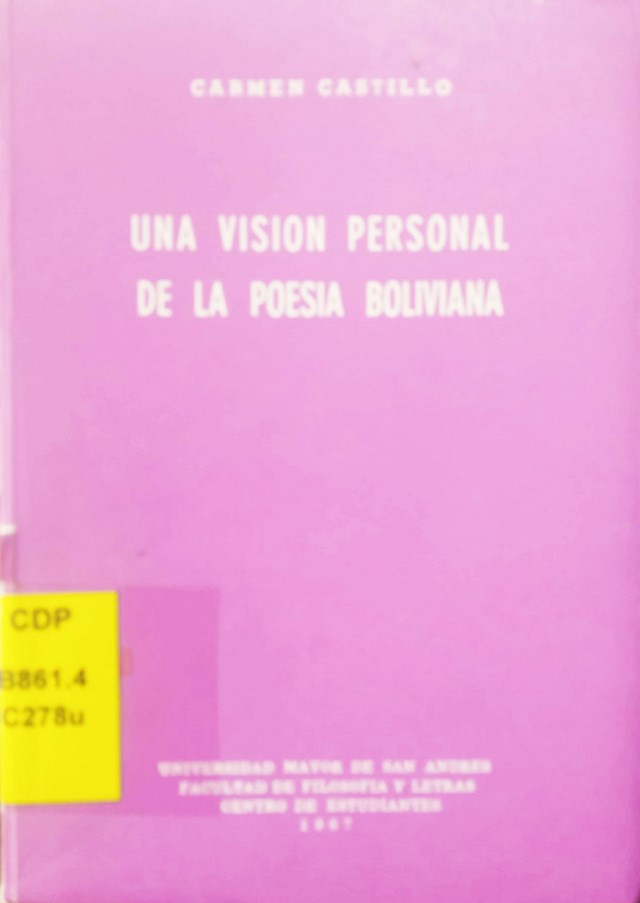 CARMEN CASTILLO
UNA VISION PERSONAL
DE LA POESIA BOLIVIANA
CDP
B861.4
C278u
UNIVERSIDAD MAYOR DE SAN ANDRES
FACULTAD DE FILOSOFIA Y LETRAS
CENTRO DE ESTUDIANTES
1967